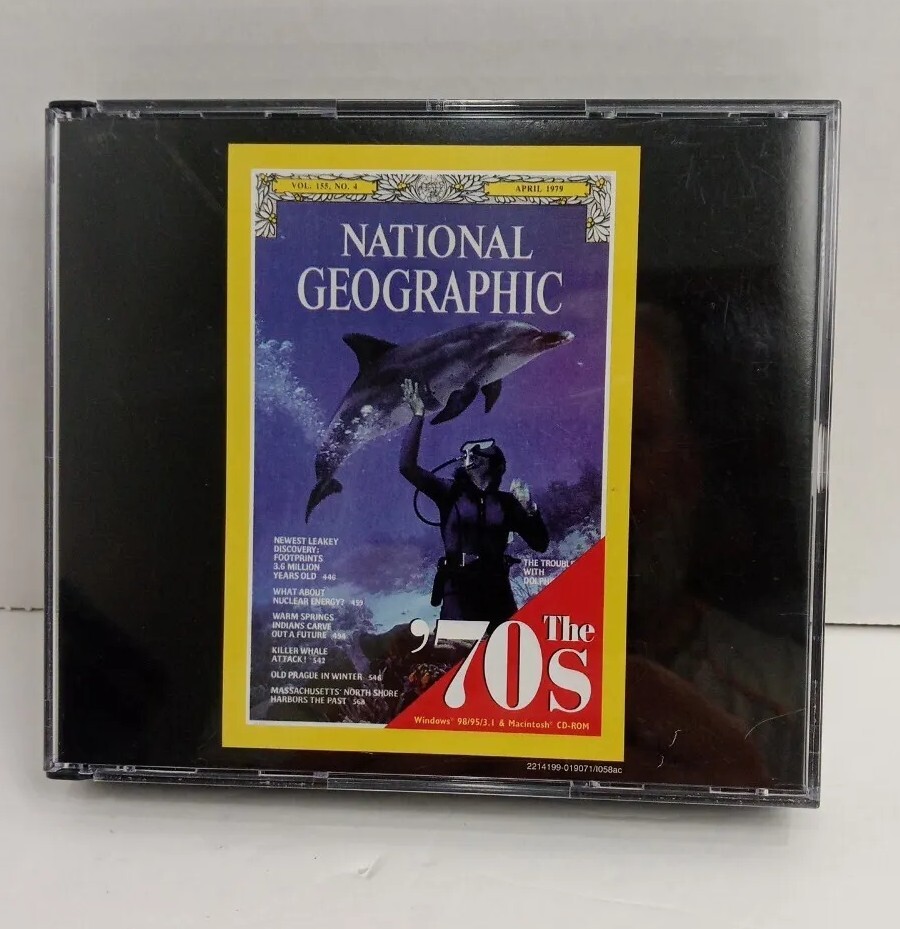 VOL. 155, NO. 4
APRIL 1979
NATIONAL
GEOGRAPHIC
NEWEST LEAKEY
DISCOVERY:
FOOTPRINTS
3.6 MILLION
YEARS OLD 446
WHAT ABOUT
NUCLEAR ENERGY? 459
WARM SPRINGS
INDIANS CARVE
OUT A FUTURE 494
KILLER WHALE
ATTACK! 542
OLD PRAGUE IN WINTER 546
MASSACHUSETTS' NORTH SHORE
HARBORS THE PAST 568
THE TROUBL
WITH
DOLPH
The
'70s
Windows® 98/95/3.1 & Macintosh® CD-ROM
2214199-019071/I058ac